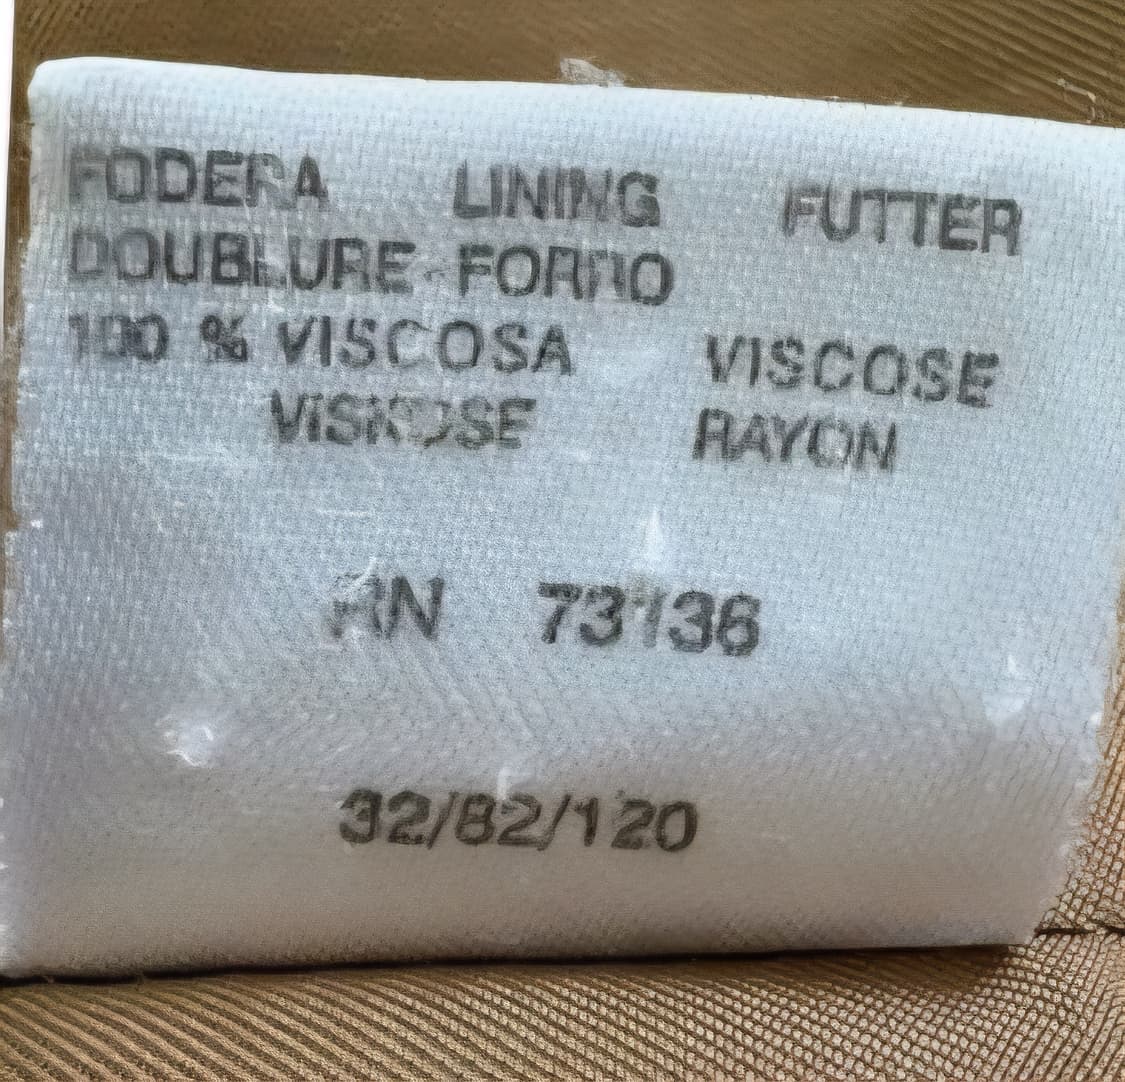 FODERA LINING FUTTER
DOUBLURE FORRO
100 % VISCOSA VISCOSE
VISKOSE RAYON
RN 73136
32/82/120